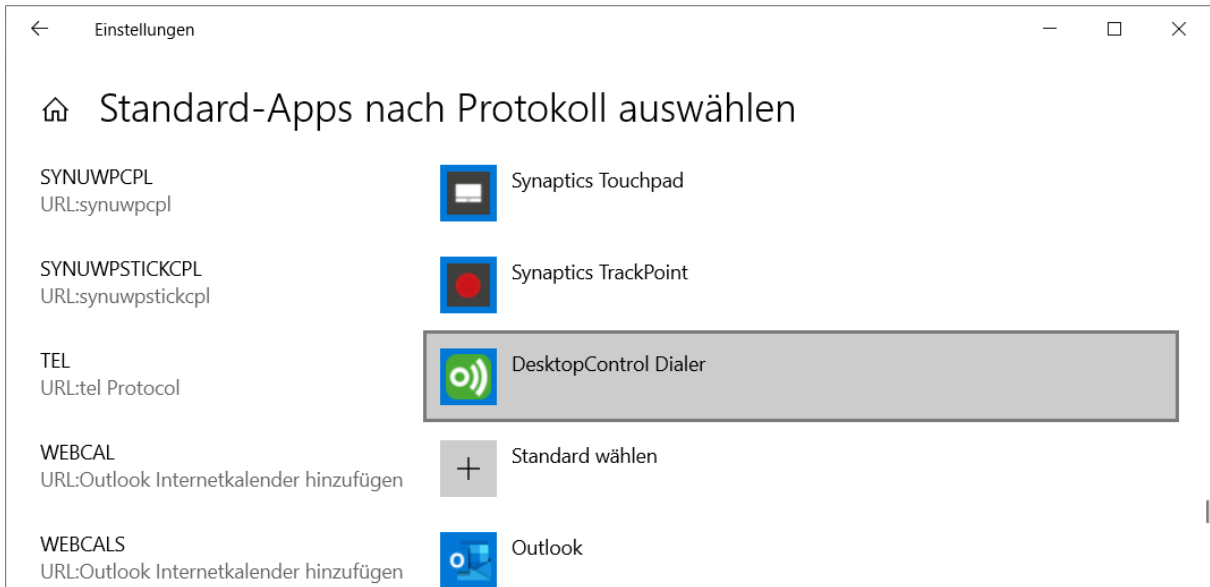 Einstellungen
Standard-Apps nach Protokoll auswählen
SYNUWPCPL
URL:synuwpcpl
Synaptics Touchpad
SYNUWPSTICKCPL
URL:synuwpstickcpl
Synaptics TrackPoint
TEL
URL:tel Protocol
DesktopControl Dialer
WEBCAL
URL:Outlook Internetkalender hinzufügen
Standard wählen
WEBCALS
URL:Outlook Internetkalender hinzufügen
Outlook